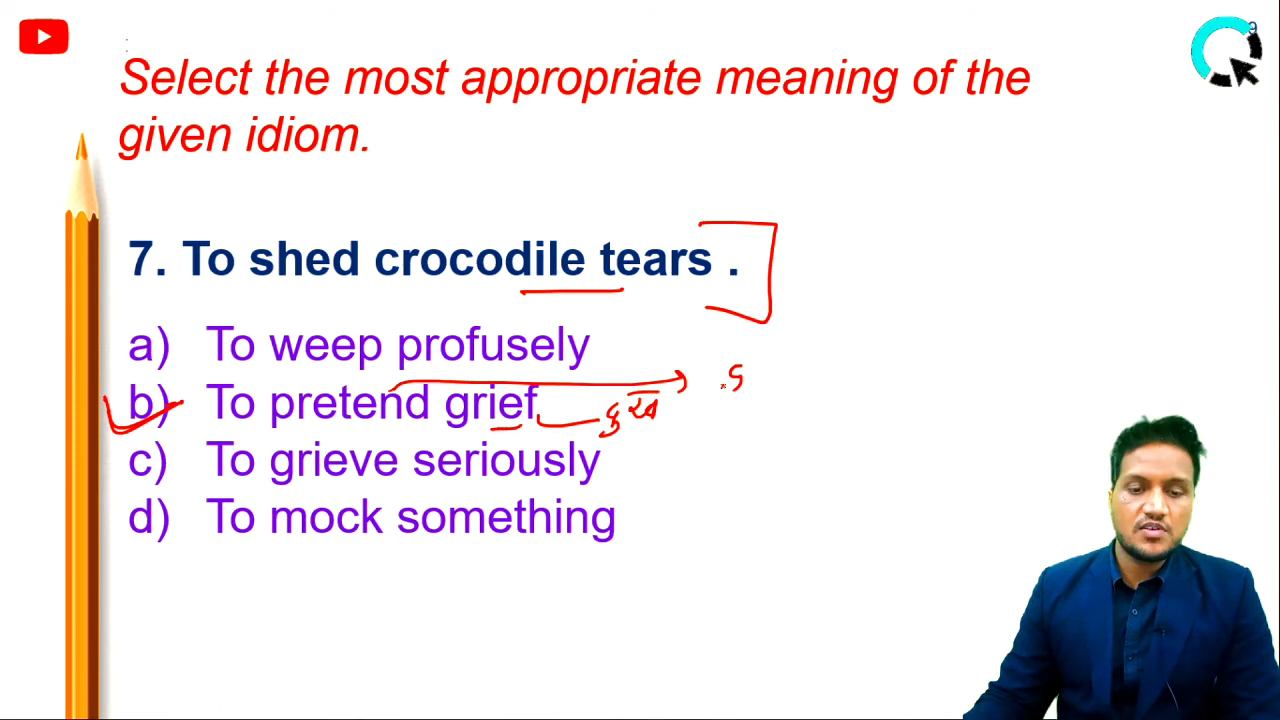 Select the most appropriate meaning of the
given idiom.
7. To shed crocodile tears .
a) To weep profusely
b) To pretend grief
c) To grieve seriously
d) To mock something